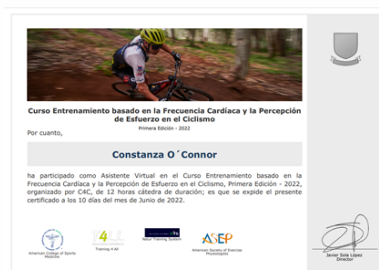 Curso Entrenamiento basado en la Frecuencia Cardíaca y la Percepción
de Esfuerzo en el Ciclismo
Primera Edición - 2022
Por cuanto,
Constanza O´Connor
ha participado como Asistente Virtual en el Curso Entrenamiento basado en la
Frecuencia Cardíaca y la Percepción de Esfuerzo en el Ciclismo, Primera Edición - 2022,
organizado por C4C, de 12 horas cátedra de duración; es que se expide el presente
certificado a los 10 días del mes de Junio de 2022.
ASEP
Training 4 All
American College of Sports
Medicine
American Society of Exercise
Physiologists
Javier Sola López
Director